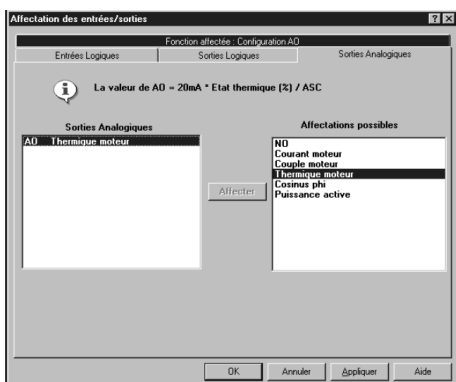 Affectation des entrées/sorties
Fonction affectée : Configuration AO
Entrées Logiques
Sorties Logiques
Sorties Analogiques
La valeur de AO = 20mA * Etat thermique (%) / ASC
Sorties Analogiques
AO Thermique moteur
Affecter
Affectations possibles
NO
Courant moteur
Couple moteur
Thermique moteur
Cosinus phi
Puissance active
OK
Annuler
Appliquer
Aide